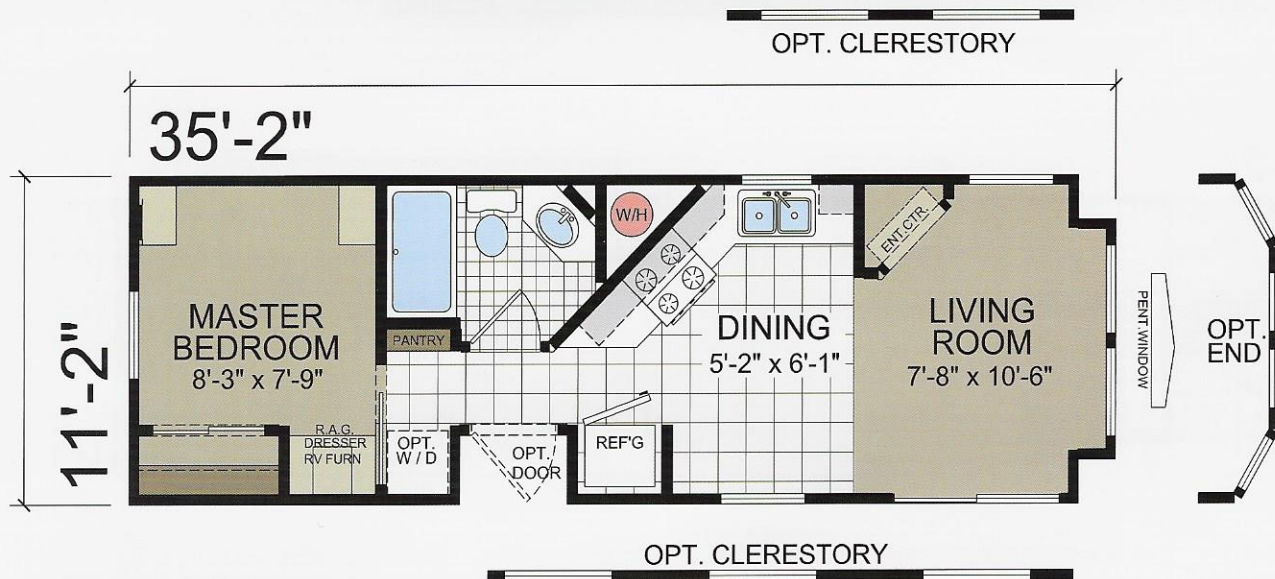 OPT. CLERESTORY
35'-2"
11'-2"
W/H
ENT. CTR.
MASTER
BEDROOM
8'-3" x 7'-9"
PANTRY
DINING
5'-2" x 6'-1"
LIVING
ROOM
7'-8" x 10'-6"
PENT. WINDOW
OPT.
END
R.A.G.
DRESSER
RV FURN
OPT.
W / D
OPT.
DOOR
REF'G
OPT. CLERESTORY